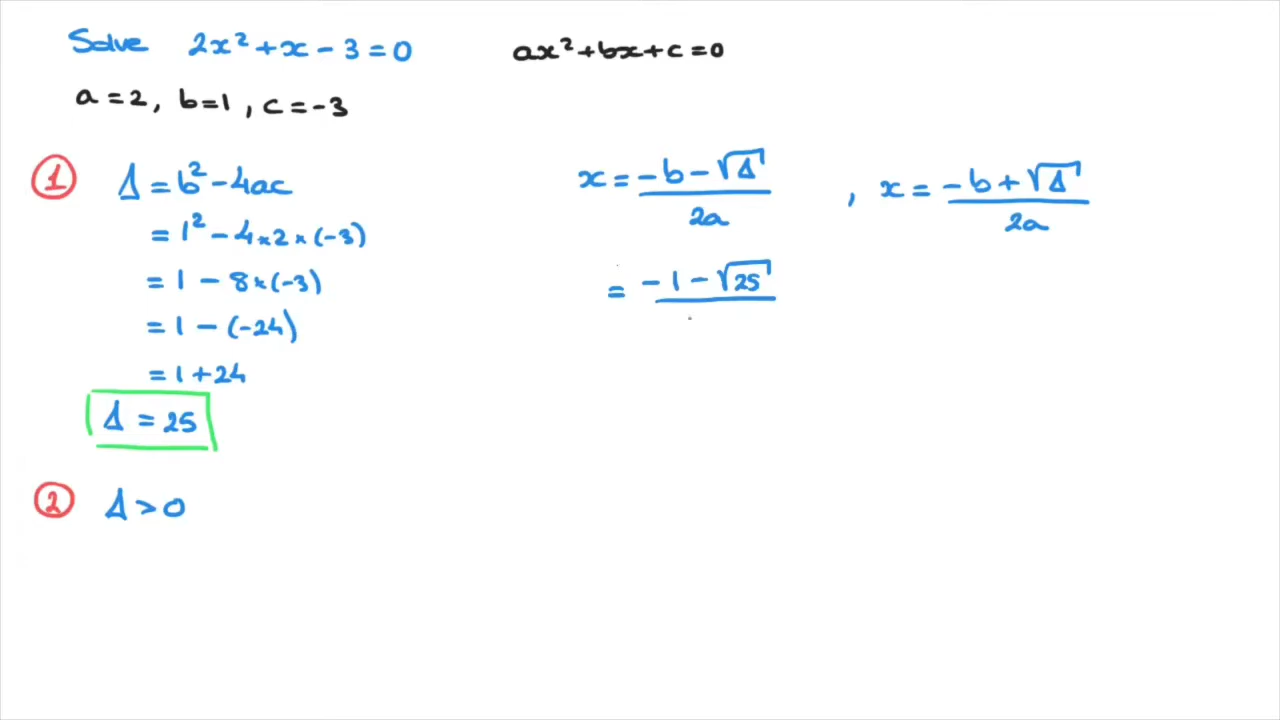 Solve 2x² + x - 3 = 0 ax² + bx + c = 0
a = 2, b = 1, c = -3
① Δ = b² - 4ac
= 1² - 4 × 2 × (-3)
= 1 - 8 × (-3)
= 1 - (-24)
= 1 + 24
Δ = 25
② Δ > 0
x = (-b - √Δ) / 2a , x = (-b + √Δ) / 2a
= -1 - √25